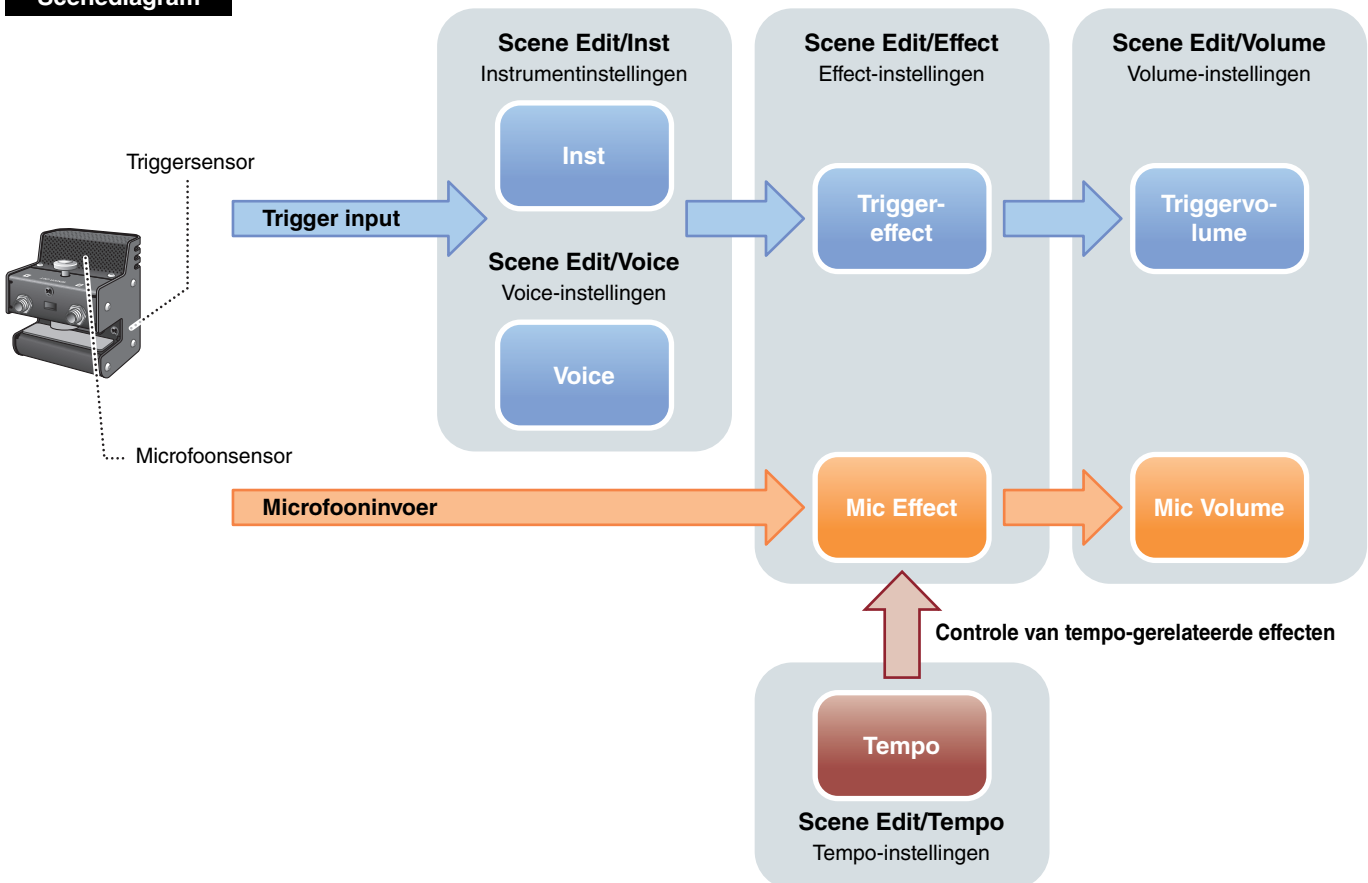 Scenediagram
Scene Edit/Inst
Instrumentinstellingen
Inst
Scene Edit/Voice
Voice-instellingen
Voice
Scene Edit/Effect
Effect-instellingen
Trigger-
effect
Mic Effect
Scene Edit/Volume
Volume-instellingen
Triggervo-
lume
Mic Volume
Triggersensor
Trigger input
Microfoonsensor
Microfooninvoer
Controle van tempo-gerelateerde effecten
Tempo
Scene Edit/Tempo
Tempo-instellingen